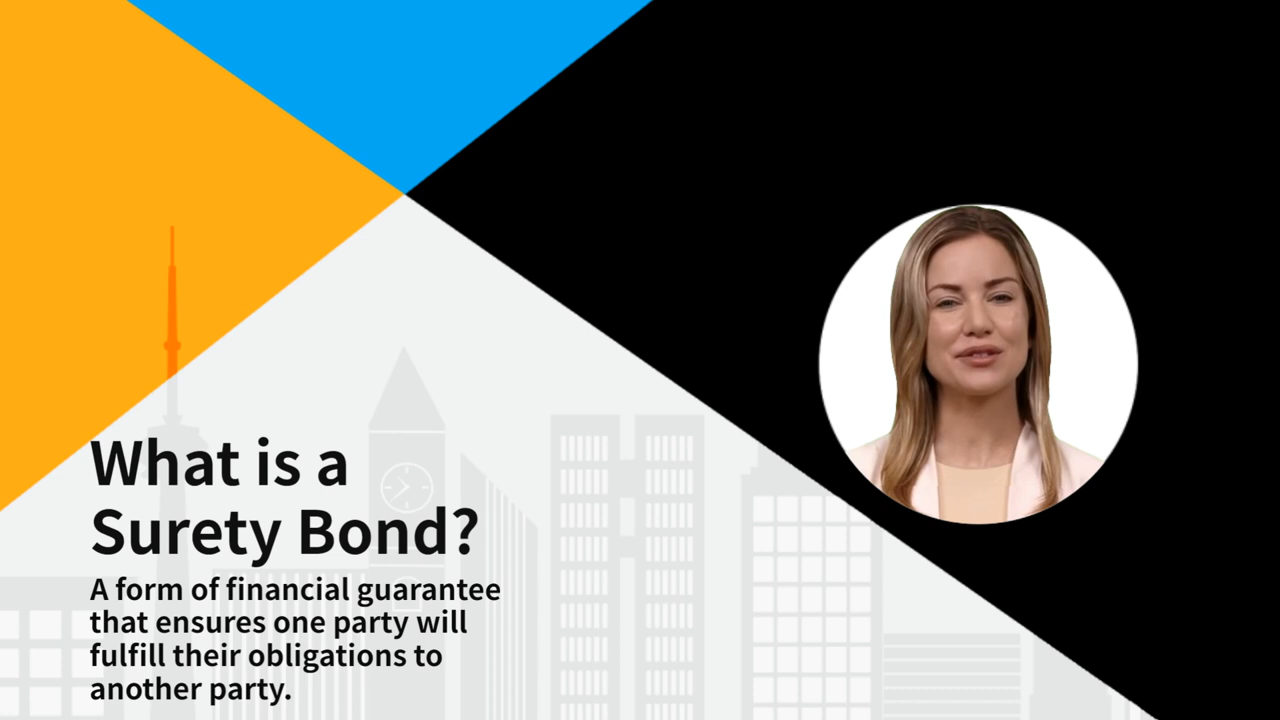 What is a
Surety Bond?
A form of financial guarantee
that ensures one party will
fulfill their obligations to
another party.